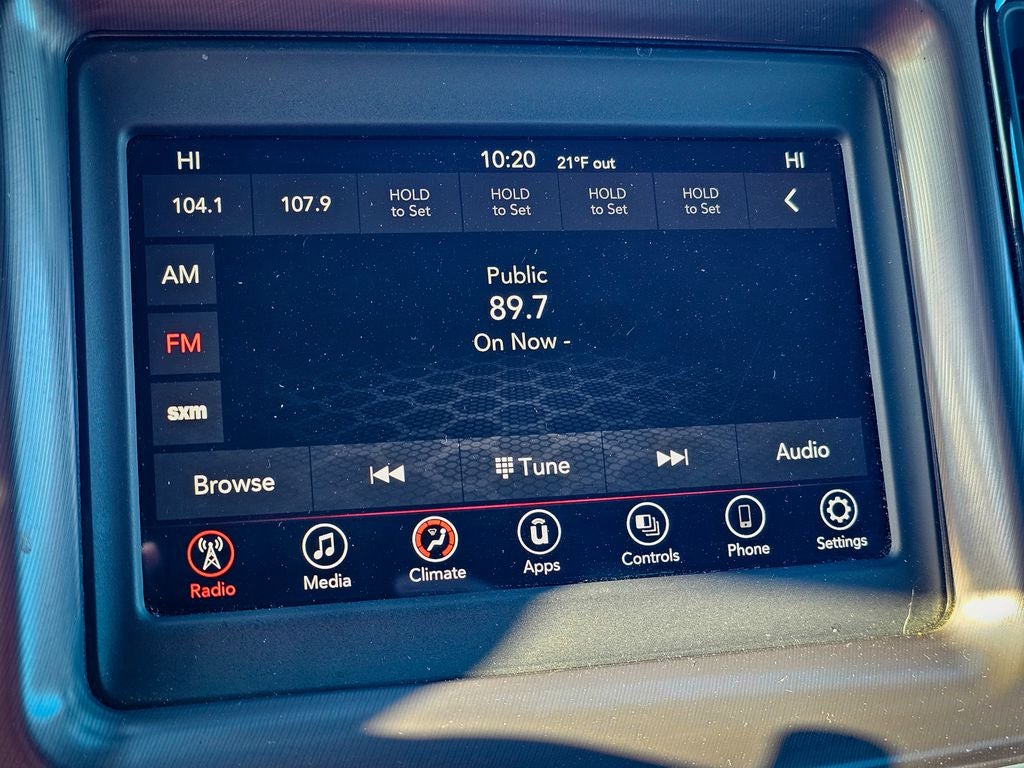 HI 10:20 21°F out HI
104.1 107.9 HOLD HOLD HOLD HOLD
to Set to Set to Set to Set
AM
Public
89.7
FM
On Now -
sxm
Browse Tune Audio
Radio Media Climate Apps Controls Phone Settings